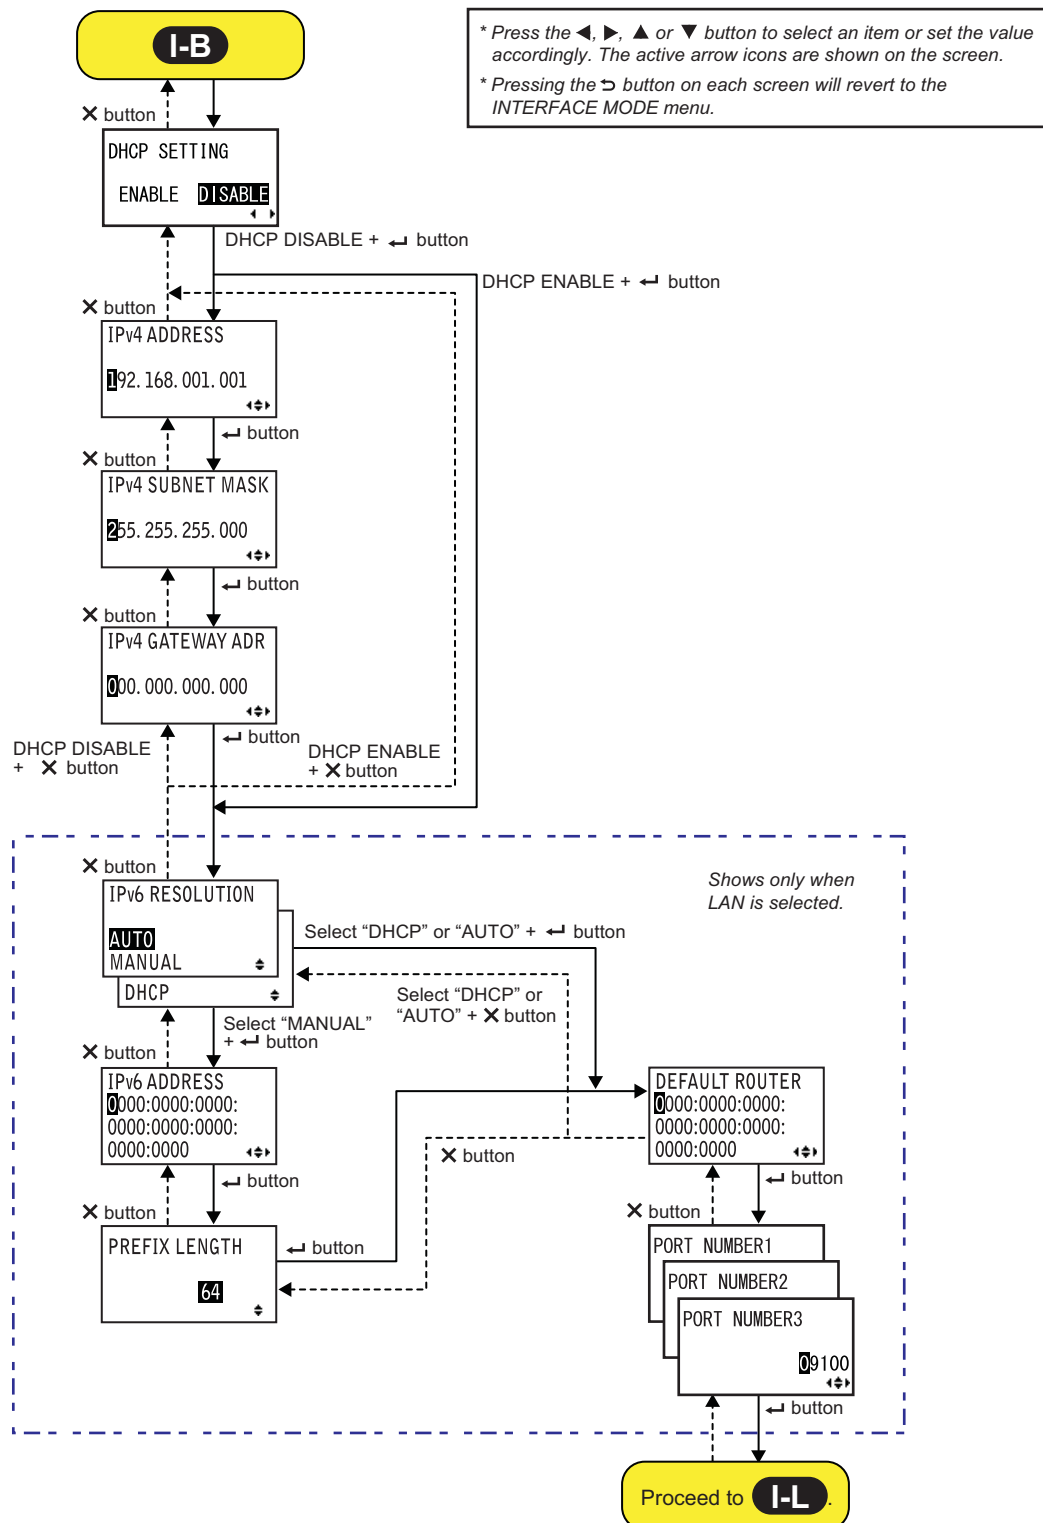 I-B
* Press the ◀, ▶, ▲ or ▼ button to select an item or set the value
accordingly. The active arrow icons are shown on the screen.
* Pressing the ⮌ button on each screen will revert to the
INTERFACE MODE menu.
✕ button
DHCP SETTING
ENABLE DISABLE
DHCP DISABLE + ↵ button
DHCP ENABLE + ↵ button
✕ button
IPv4 ADDRESS
192.168.001.001
↵ button
✕ button
IPv4 SUBNET MASK
255.255.255.000
↵ button
✕ button
IPv4 GATEWAY ADR
000.000.000.000
↵ button
DHCP DISABLE
+ ✕ button
DHCP ENABLE
+ ✕ button
✕ button
IPv6 RESOLUTION
AUTO
MANUAL
DHCP
Shows only when
LAN is selected.
Select “DHCP” or “AUTO” + ↵ button
Select “DHCP” or
“AUTO” + ✕ button
Select “MANUAL”
+ ↵ button
✕ button
IPv6 ADDRESS
0000:0000:0000:
0000:0000:0000:
0000:0000
↵ button
DEFAULT ROUTER
0000:0000:0000:
0000:0000:0000:
0000:0000
✕ button
↵ button
✕ button
PREFIX LENGTH
64
↵ button
✕ button
PORT NUMBER1
PORT NUMBER2
PORT NUMBER3
09100
↵ button
Proceed to I-L .